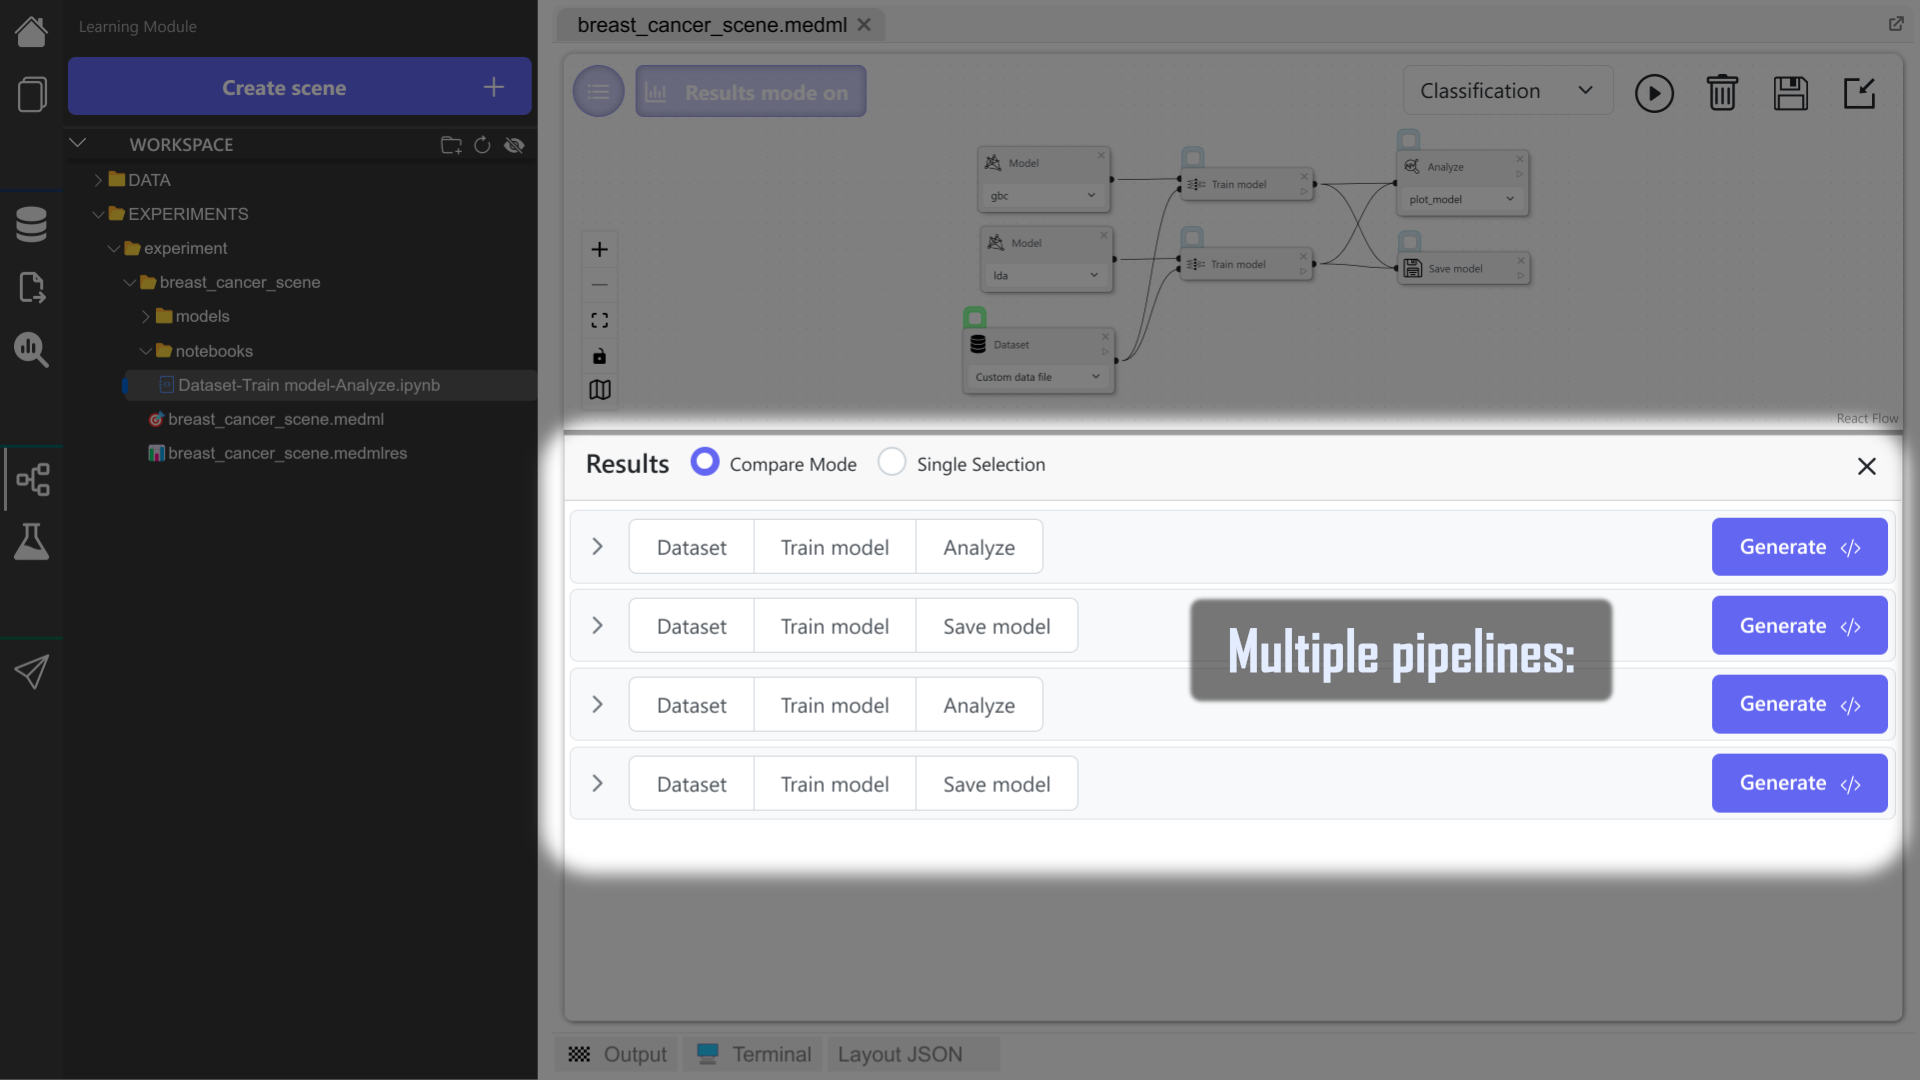 Learning Module
Create scene
WORKSPACE
DATA
EXPERIMENTS
experiment
breast_cancer_scene
models
notebooks
Dataset-Train model-Analyze.ipynb
breast_cancer_scene.medml
breast_cancer_scene.medmlres
breast_cancer_scene.medml
Results mode on
Classification
Model
gbc
Train model
Analyze
plot_model
Model
lda
Train model
Save model
Dataset
Custom data file
React Flow
Results
Compare Mode
Single Selection
Dataset
Train model
Analyze
Generate </>
Dataset
Train model
Save model
Generate </>
Multiple pipelines:
Dataset
Train model
Analyze
Generate </>
Dataset
Train model
Save model
Generate </>
Output
Terminal
Layout JSON